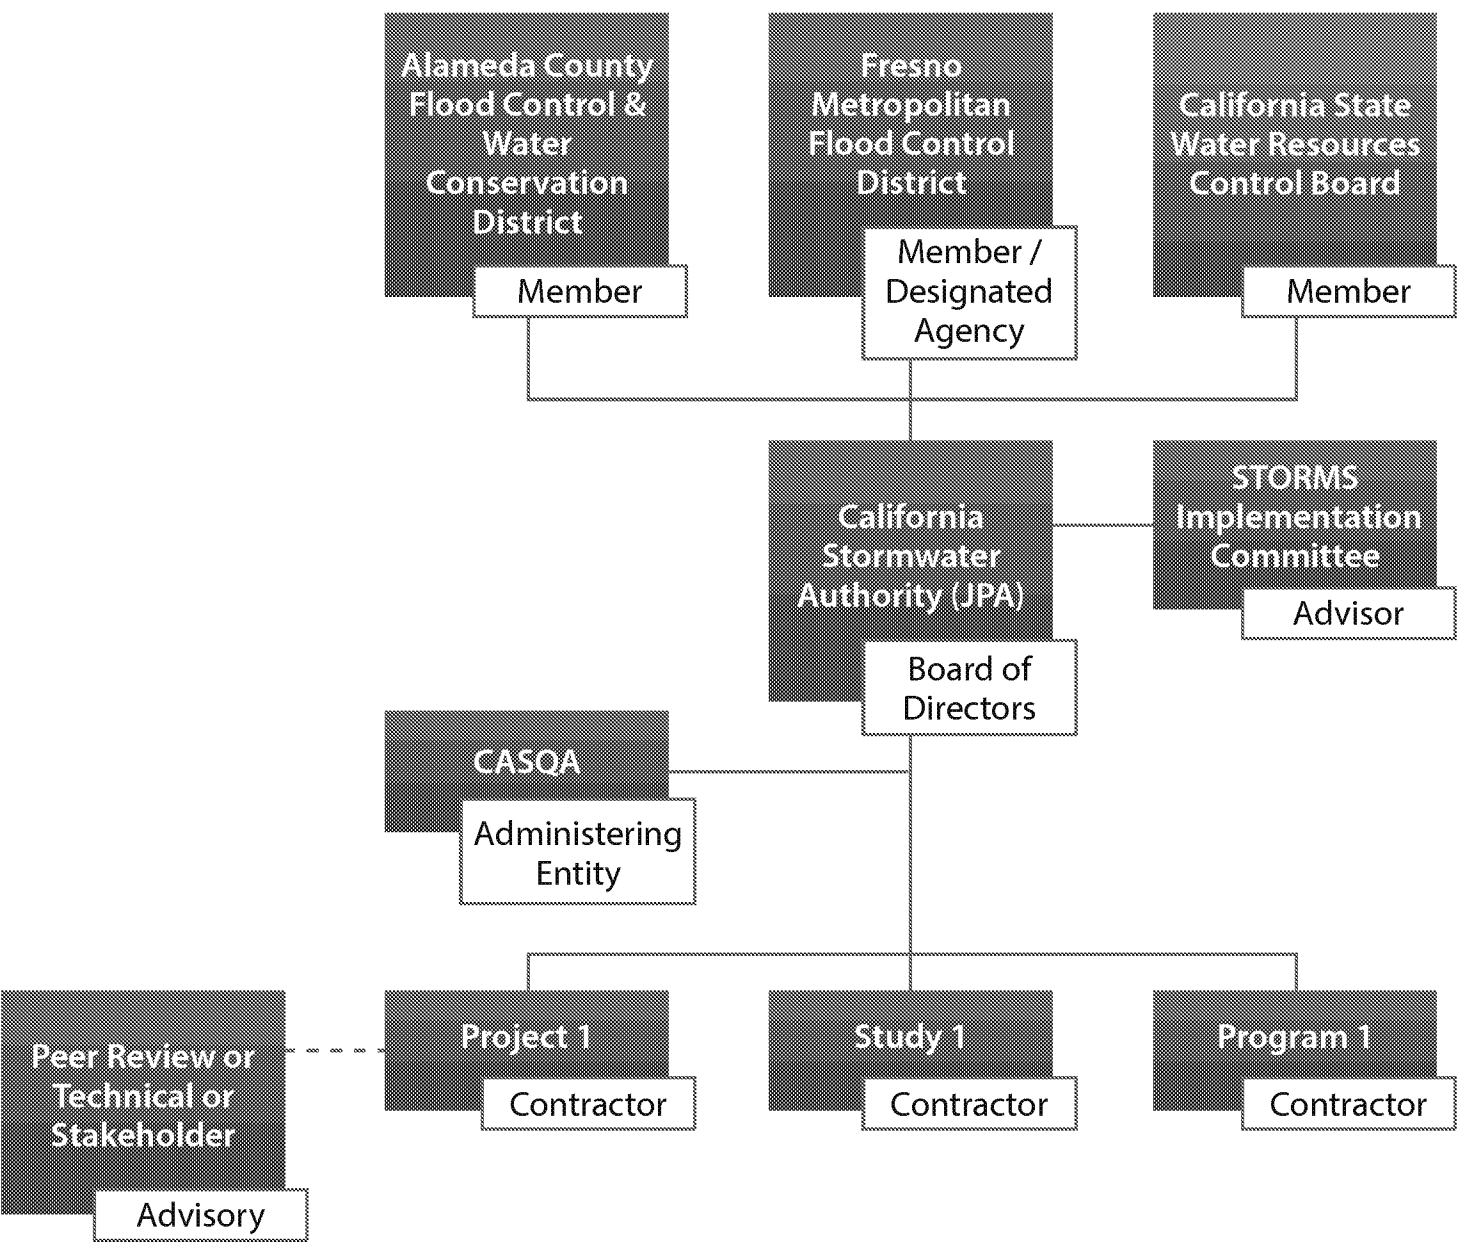 Alameda County
Flood Control &
Water
Conservation
District
Member
Fresno
Metropolitan
Flood Control
District
Member /
Designated
Agency
California State
Water Resources
Control Board
Member
California
Stormwater
Authority (JPA)
Board of
Directors
STORMS
Implementation
Committee
Advisor
CASQA
Administering
Entity
Peer Review or
Technical or
Stakeholder
Advisory
Project 1
Contractor
Study 1
Contractor
Program 1
Contractor